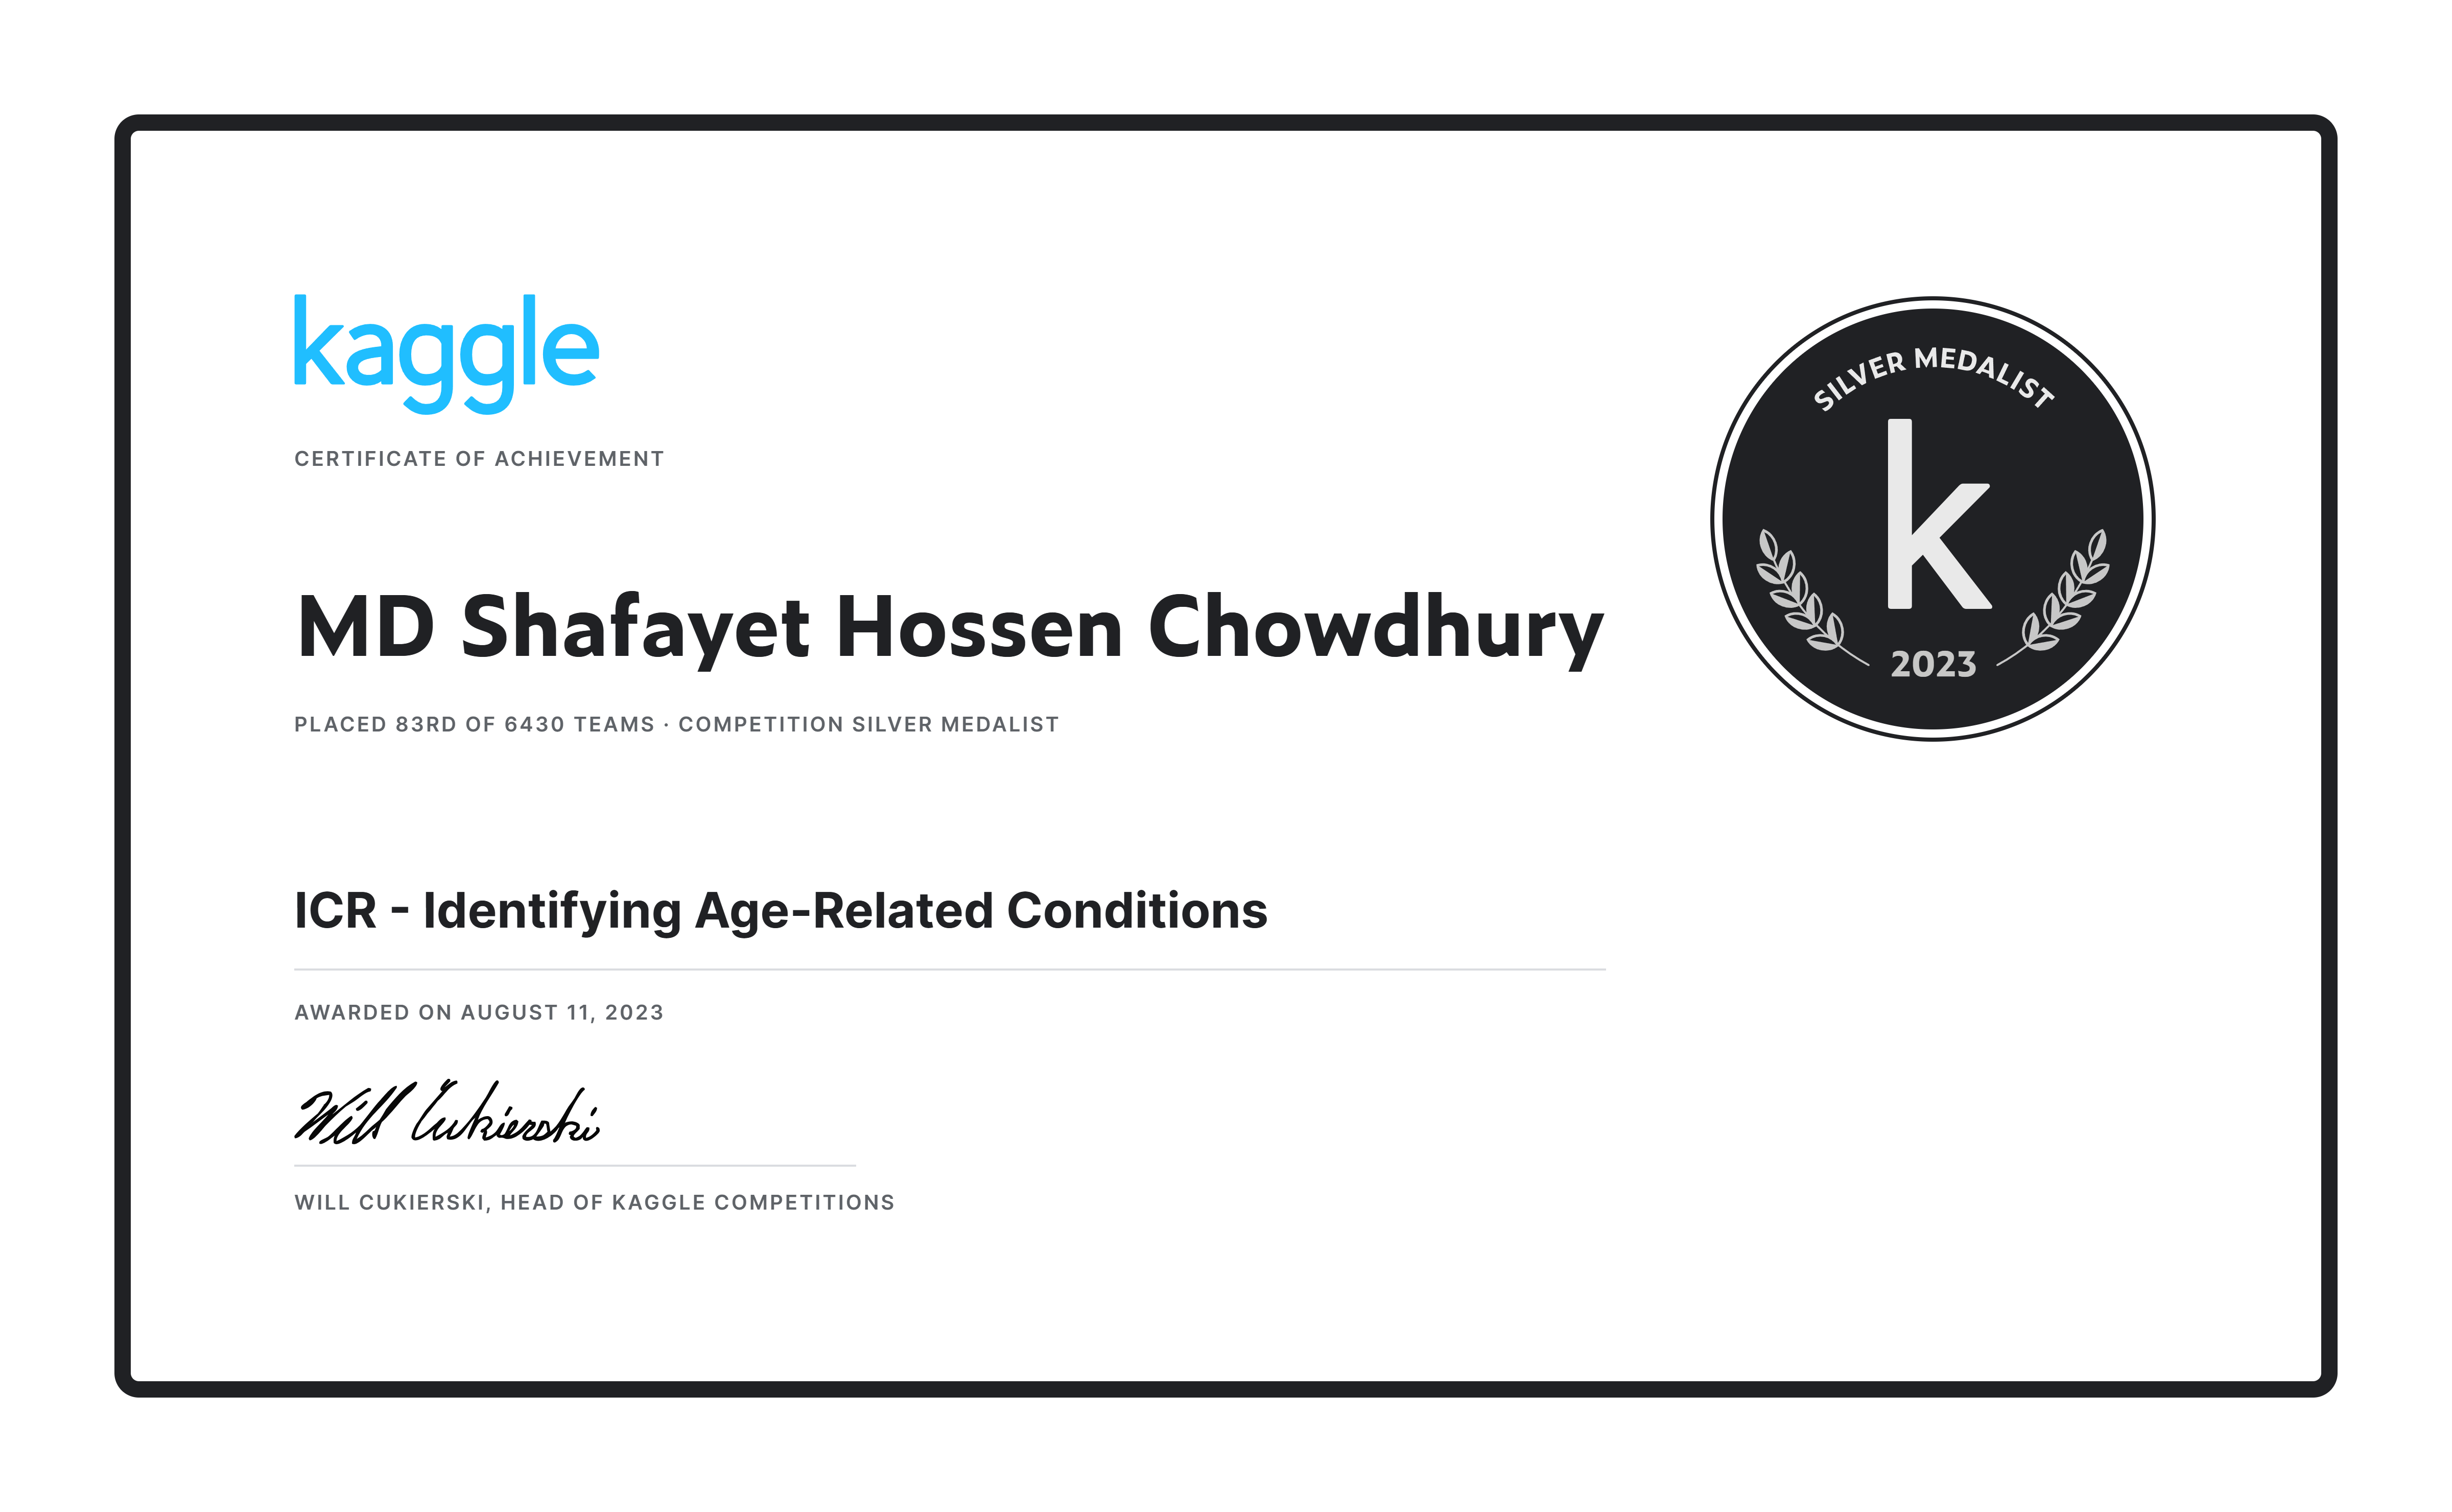 kaggle
CERTIFICATE OF ACHIEVEMENT
SILVER MEDALIST
k
2023
MD Shafayet Hossen Chowdhury
PLACED 83RD OF 6430 TEAMS · COMPETITION SILVER MEDALIST
ICR - Identifying Age-Related Conditions
AWARDED ON AUGUST 11, 2023
Will Cukierski
WILL CUKIERSKI, HEAD OF KAGGLE COMPETITIONS